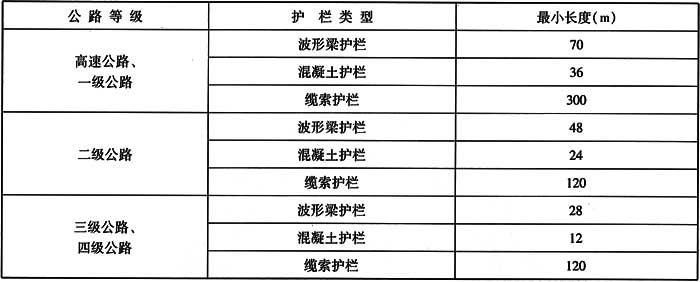 公路等级 护栏类型 最小长度(m)
高速公路、
一级公路
波形梁护栏 70
混凝土护栏 36
缆索护栏 300
二级公路
波形梁护栏 48
混凝土护栏 24
缆索护栏 120
三级公路、
四级公路
波形梁护栏 28
混凝土护栏 12
缆索护栏 120